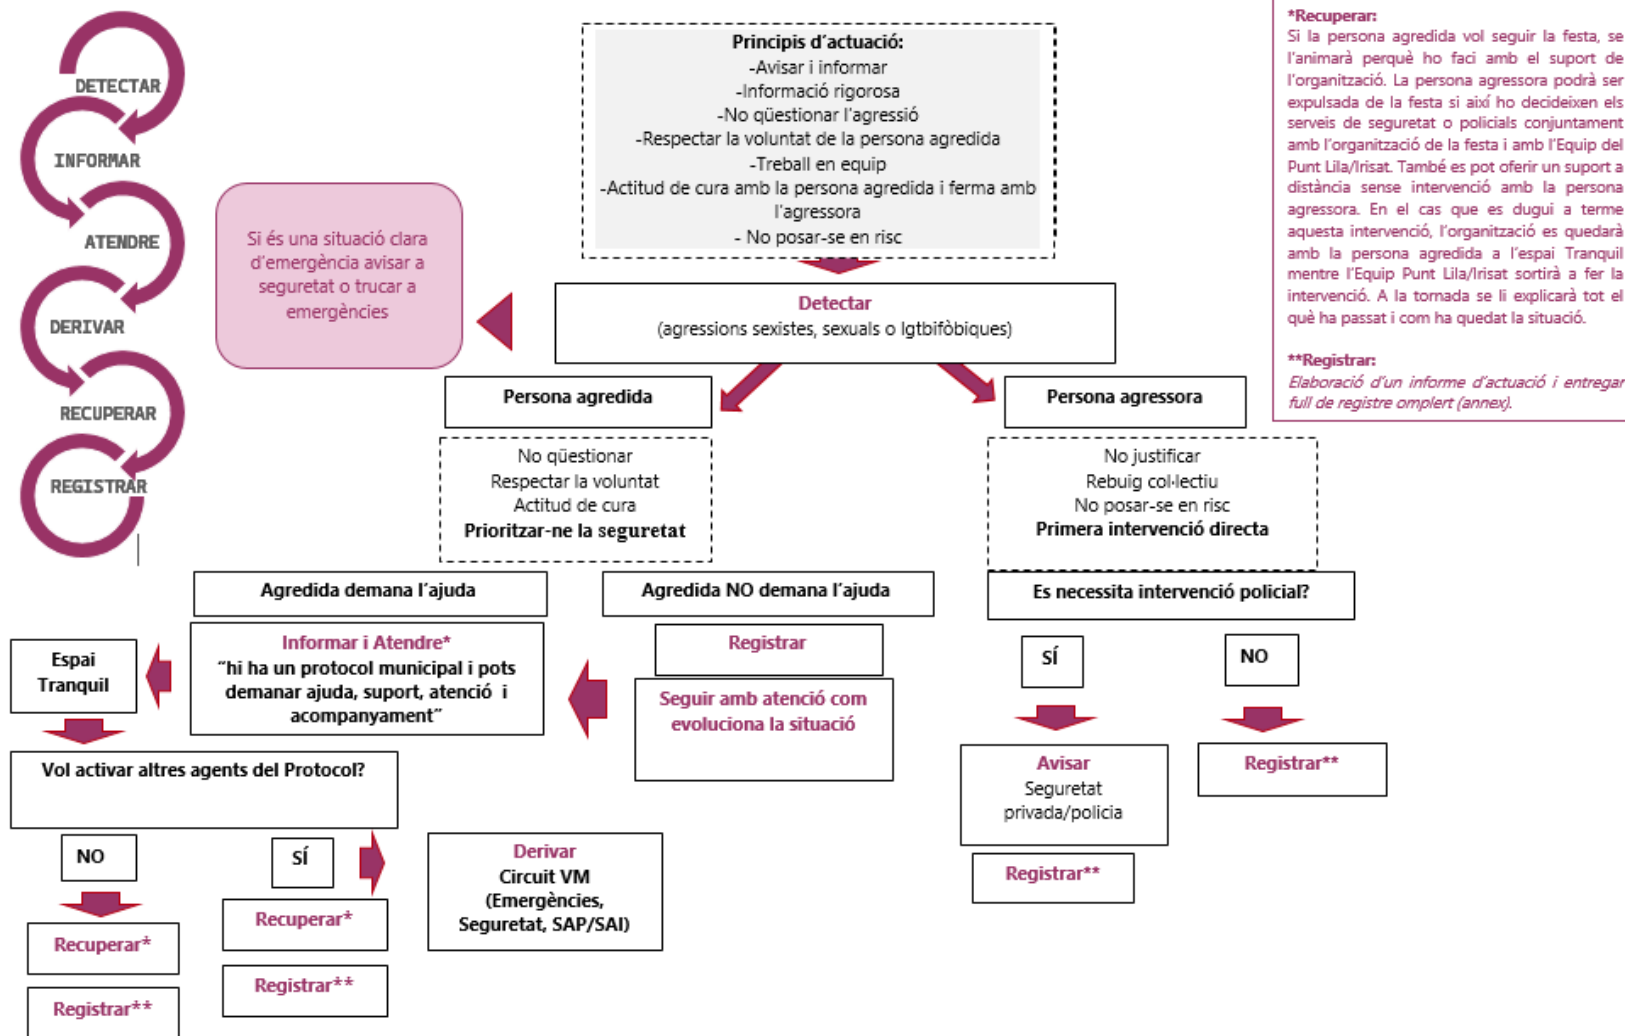 DETECTAR
INFORMAR
ATENDRE
DERIVAR
RECUPERAR
REGISTRAR
Principis d'actuació:
-Avisar i informar
-Informació rigorosa
-No qüestionar l'agressió
-Respectar la voluntat de la persona agredida
-Treball en equip
-Actitud de cura amb la persona agredida i ferma amb
l'agressora
- No posar-se en risc
*Recuperar:
Si la persona agredida vol seguir la festa, se
l'animarà perquè ho faci amb el suport de
l'organització. La persona agressora podrà ser
expulsada de la festa si així ho decideixen els
serveis de seguretat o policials conjuntament
amb l'organització de la festa i amb l'Equip del
Punt Lila/Irisat. També es pot oferir un suport a
distància sense intervenció amb la persona
agressora. En el cas que es dugui a terme
aquesta intervenció, l'organització es quedarà
amb la persona agredida a l'espai Tranquil
mentre l'Equip Punt Lila/Irisat sortirà a fer la
intervenció. A la tornada se li explicarà tot el
què ha passat i com ha quedat la situació.
**Registrar:
Elaboració d'un informe d'actuació i entregar
full de registre omplert (annex).
Si és una situació clara
d'emergència avisar a
seguretat o trucar a
emergències
Detectar
(agressions sexistes, sexuals o lgtbifòbiques)
Persona agredida
No qüestionar
Respectar la voluntat
Actitud de cura
Prioritzar-ne la seguretat
Persona agressora
No justificar
Rebuig col·lectiu
No posar-se en risc
Primera intervenció directa
Agredida demana l'ajuda
Informar i Atendre*
"hi ha un protocol municipal i pots
demanar ajuda, suport, atenció i
acompanyament"
Agredida NO demana l'ajuda
Registrar
Seguir amb atenció com
evoluciona la situació
Es necessita intervenció policial?
SÍ
NO
Avisar
Seguretat
privada/policia
Registrar**
Registrar**
Espai
Tranquil
Vol activar altres agents del Protocol?
NO
SÍ
Derivar
Circuit VM
(Emergències,
Seguretat, SAP/SAI)
Recuperar*
Registrar**
Recuperar*
Registrar**